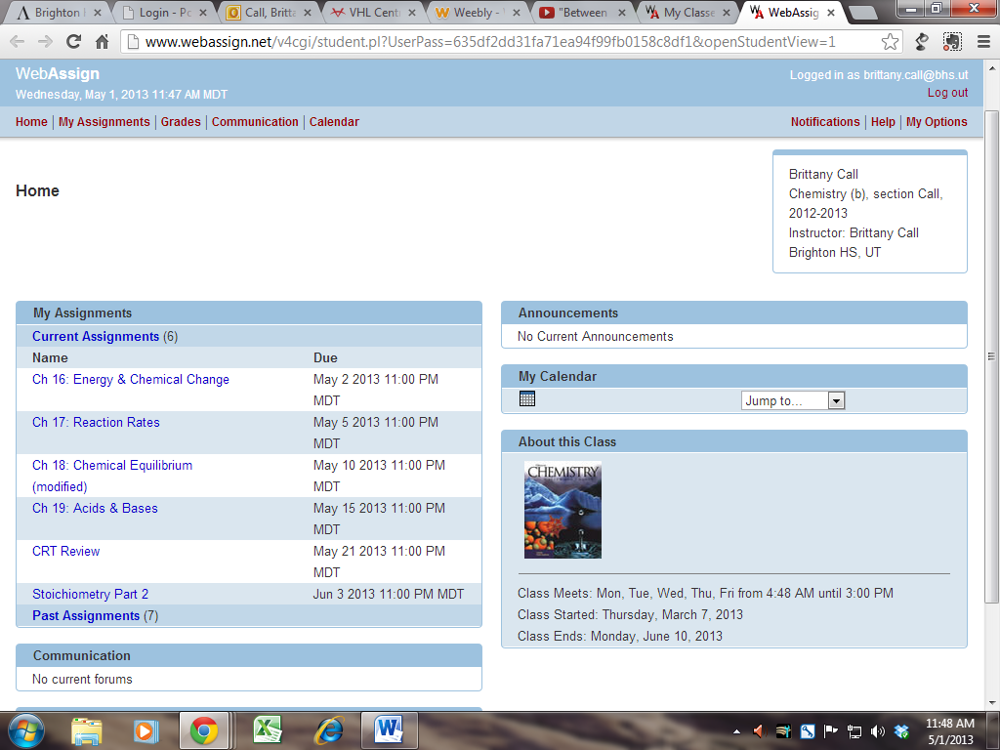 Brighton
Login - Po
Call, Britta
VHL Cent
Weebly -
"Between
My Classe
WebAssig
www.webassign.net/v4cgi/student.pl?UserPass=635df2dd31fa71ea94f99fb0158c8df1&openStudentView=1
WebAssign
Logged in as brittany.call@bhs.ut
Wednesday, May 1, 2013 11:47 AM MDT
Log out
Home | My Assignments | Grades | Communication | Calendar
Notifications | Help | My Options
Home
Brittany Call
Chemistry (b), section Call,
2012-2013
Instructor: Brittany Call
Brighton HS, UT
My Assignments
Current Assignments (6)
Name Due
Ch 16: Energy & Chemical Change May 2 2013 11:00 PM
MDT
Ch 17: Reaction Rates May 5 2013 11:00 PM
MDT
Ch 18: Chemical Equilibrium May 10 2013 11:00 PM
(modified) MDT
Ch 19: Acids & Bases May 15 2013 11:00 PM
MDT
CRT Review May 21 2013 11:00 PM
MDT
Stoichiometry Part 2 Jun 3 2013 11:00 PM MDT
Past Assignments (7)
Communication
No current forums
Announcements
No Current Announcements
My Calendar
Jump to...
About this Class
CHEMISTRY
Class Meets: Mon, Tue, Wed, Thu, Fri from 4:48 AM until 3:00 PM
Class Started: Thursday, March 7, 2013
Class Ends: Monday, June 10, 2013
11:48 AM
5/1/2013